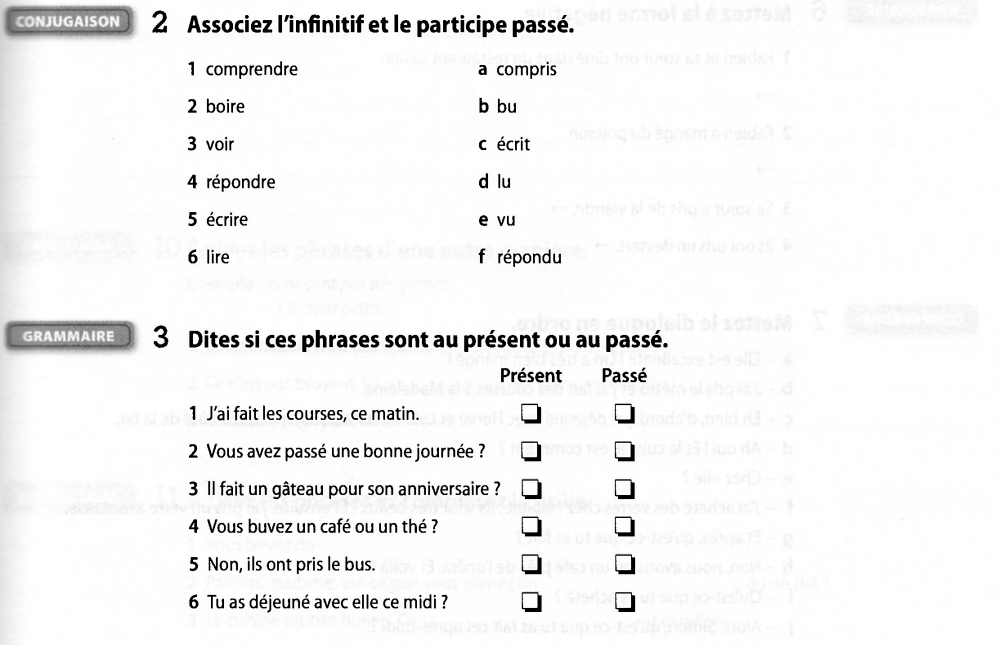 CONJUGAISON 2 Associez l'infinitif et le participe passé.
1 comprendre a compris
2 boire b bu
3 voir c écrit
4 répondre d lu
5 écrire e vu
6 lire f répondu
GRAMMAIRE 3 Dites si ces phrases sont au présent ou au passé.
Présent Passé
1 J'ai fait les courses, ce matin.
2 Vous avez passé une bonne journée ?
3 Il fait un gâteau pour son anniversaire ?
4 Vous buvez un café ou un thé ?
5 Non, ils ont pris le bus.
6 Tu as déjeuné avec elle ce midi ?